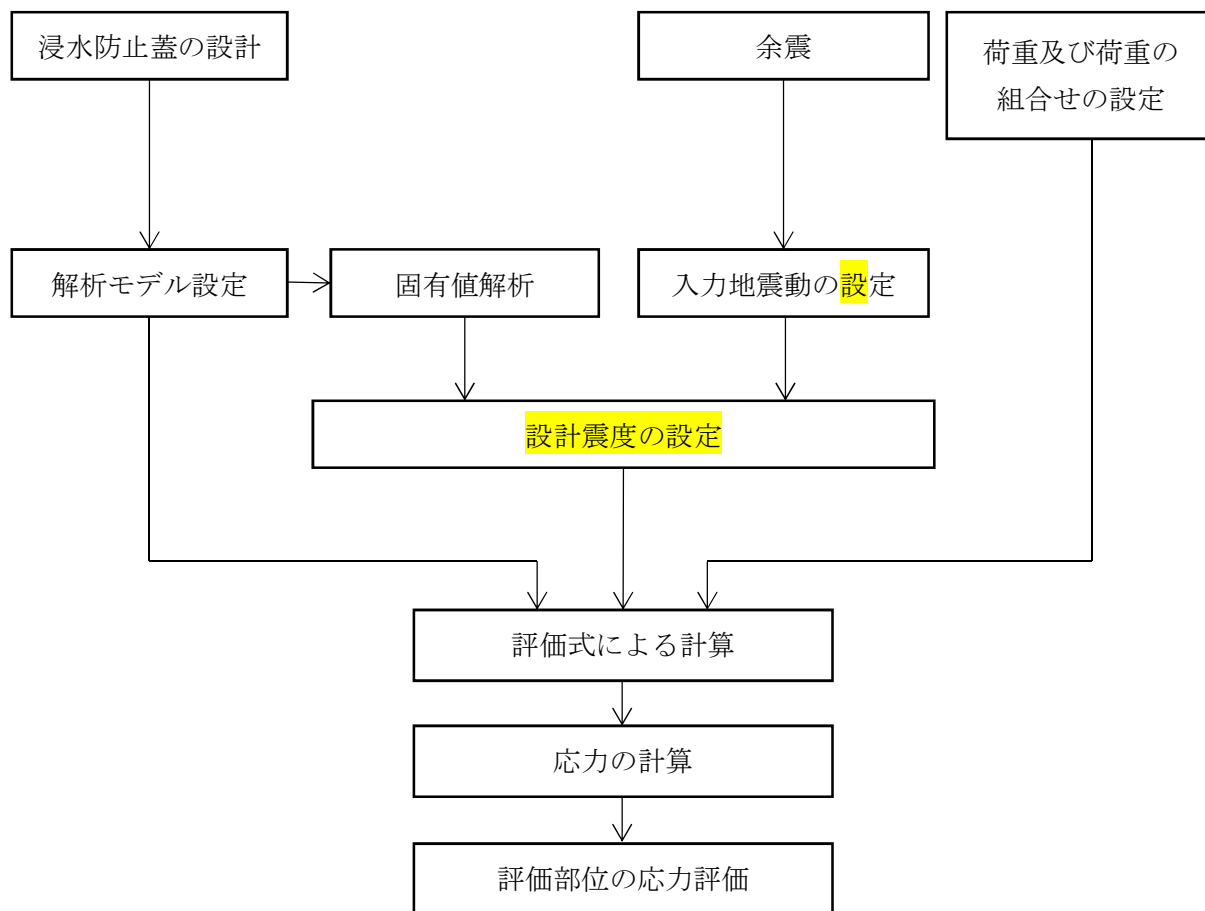 浸水防止蓋の設計
余震
荷重及び荷重の
組合せの設定
解析モデル設定
固有値解析
入力地震動の設定
設計震度の設定
評価式による計算
応力の計算
評価部位の応力評価